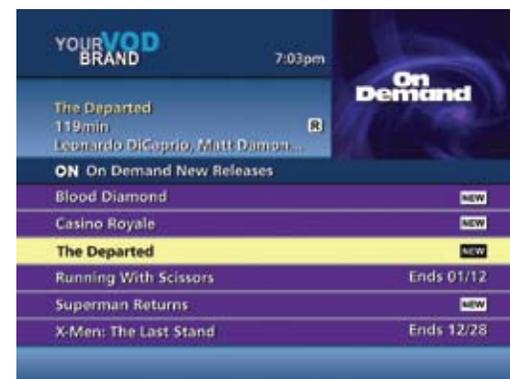 YOUR VOD
BRAND
7:03pm
On
Demand
The Departed
119min R
Leonardo DiCaprio, Matt Damon...
ON On Demand New Releases
Blood Diamond NEW
Casino Royale NEW
The Departed NEW
Running With Scissors Ends 01/12
Superman Returns NEW
X-Men: The Last Stand Ends 12/28